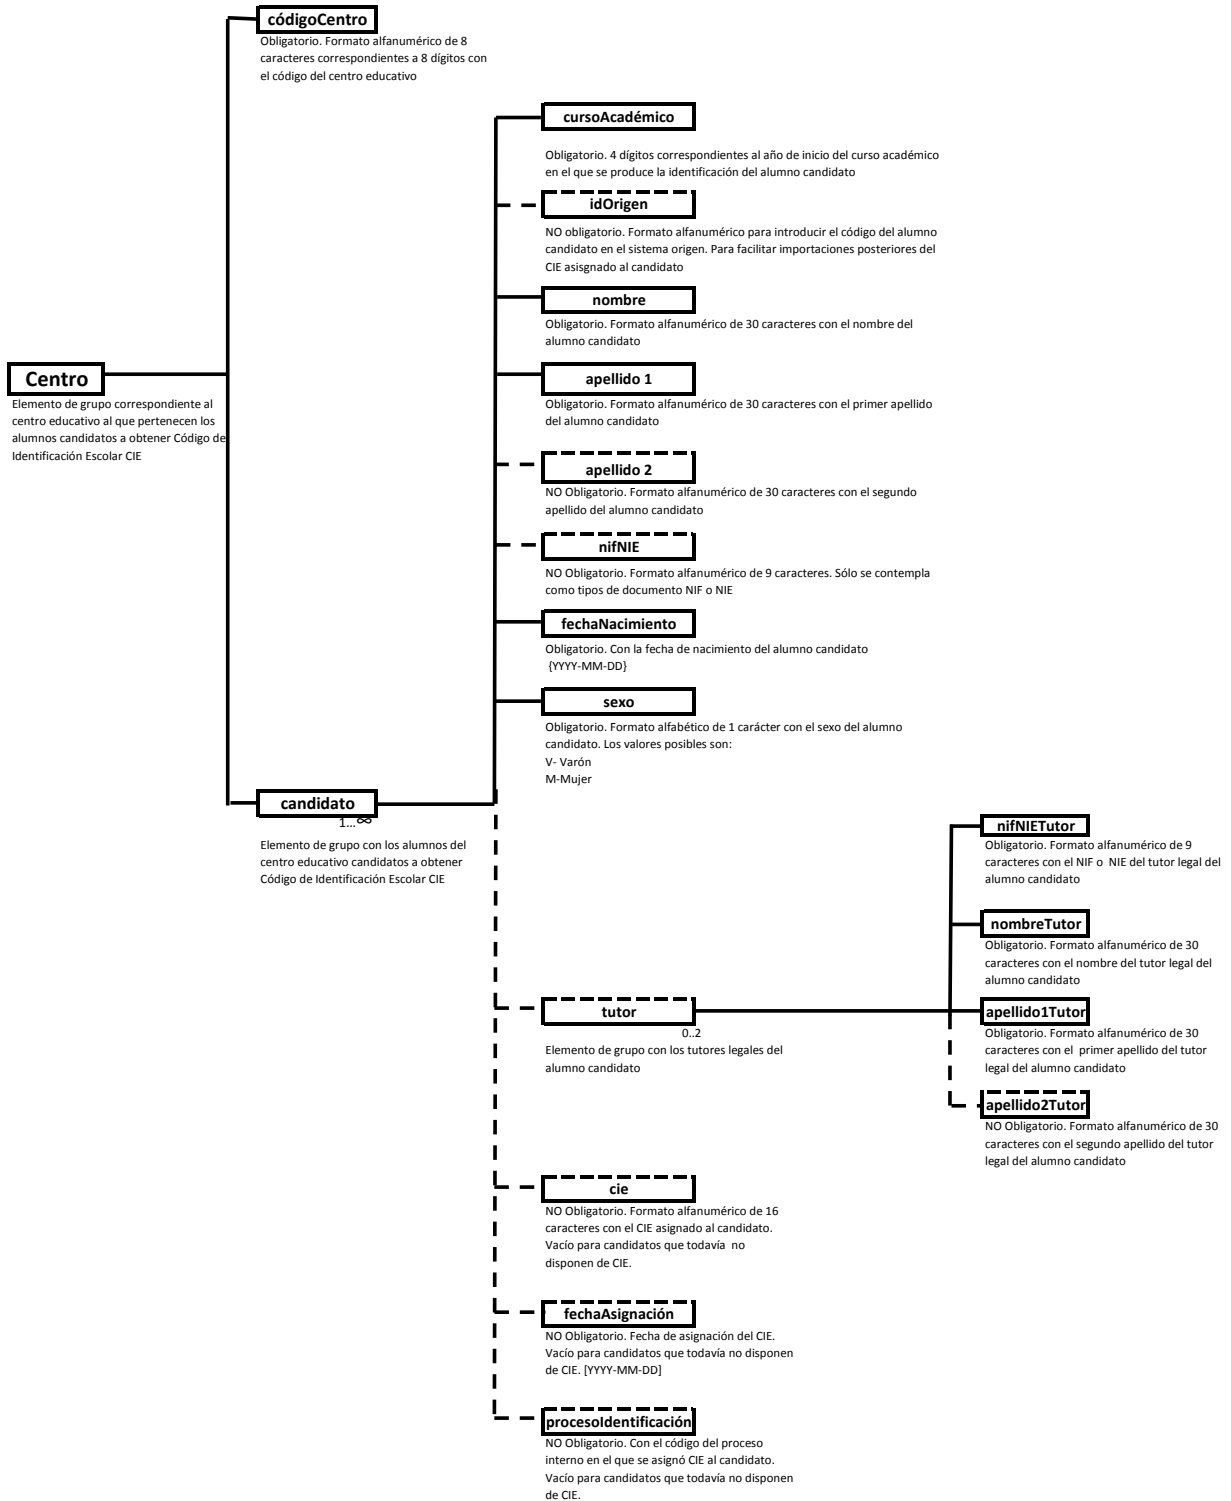 códigoCentro
Obligatorio. Formato alfanumérico de 8
caracteres correspondientes a 8 dígitos con
el código del centro educativo
cursoAcadémico
Obligatorio. 4 dígitos correspondientes al año de inicio del curso académico
en el que se produce la identificación del alumno candidato
idOrigen
NO obligatorio. Formato alfanumérico para introducir el código del alumno
candidato en el sistema origen. Para facilitar importaciones posteriores del
CIE asisgnado al candidato
nombre
Obligatorio. Formato alfanumérico de 30 caracteres con el nombre del
alumno candidato
Centro
Elemento de grupo correspondiente al
centro educativo al que pertenecen los
alumnos candidatos a obtener Código de
Identificación Escolar CIE
apellido 1
Obligatorio. Formato alfanumérico de 30 caracteres con el primer apellido
del alumno candidato
apellido 2
NO Obligatorio. Formato alfanumérico de 30 caracteres con el segundo
apellido del alumno candidato
nifNIE
NO Obligatorio. Formato alfanumérico de 9 caracteres. Sólo se contempla
como tipos de documento NIF o NIE
fechaNacimiento
Obligatorio. Con la fecha de nacimiento del alumno candidato
{YYYY-MM-DD}
sexo
Obligatorio. Formato alfabético de 1 carácter con el sexo del alumno
candidato. Los valores posibles son:
V- Varón
M-Mujer
candidato
1...∞
Elemento de grupo con los alumnos del
centro educativo candidatos a obtener
Código de Identificación Escolar CIE
nifNIETutor
Obligatorio. Formato alfanumérico de 9
caracteres con el NIF o  NIE del tutor legal del
alumno candidato
nombreTutor
Obligatorio. Formato alfanumérico de 30
caracteres con el nombre del tutor legal del
alumno candidato
tutor
0..2
Elemento de grupo con los tutores legales del
alumno candidato
apellido1Tutor
Obligatorio. Formato alfanumérico de 30
caracteres con el  primer apellido del tutor
legal del alumno candidato
apellido2Tutor
NO Obligatorio. Formato alfanumérico de 30
caracteres con el segundo apellido del tutor
legal del alumno candidato
cie
NO Obligatorio. Formato alfanumérico de 16
caracteres con el CIE asignado al candidato.
Vacío para candidatos que todavía  no
disponen de CIE.
fechaAsignación
NO Obligatorio. Fecha de asignación del CIE.
Vacío para candidatos que todavía no disponen
de CIE. [YYYY-MM-DD]
procesoIdentificación
NO Obligatorio. Con el código del proceso
interno en el que se asignó CIE al candidato.
Vacío para candidatos que todavía no disponen
de CIE.